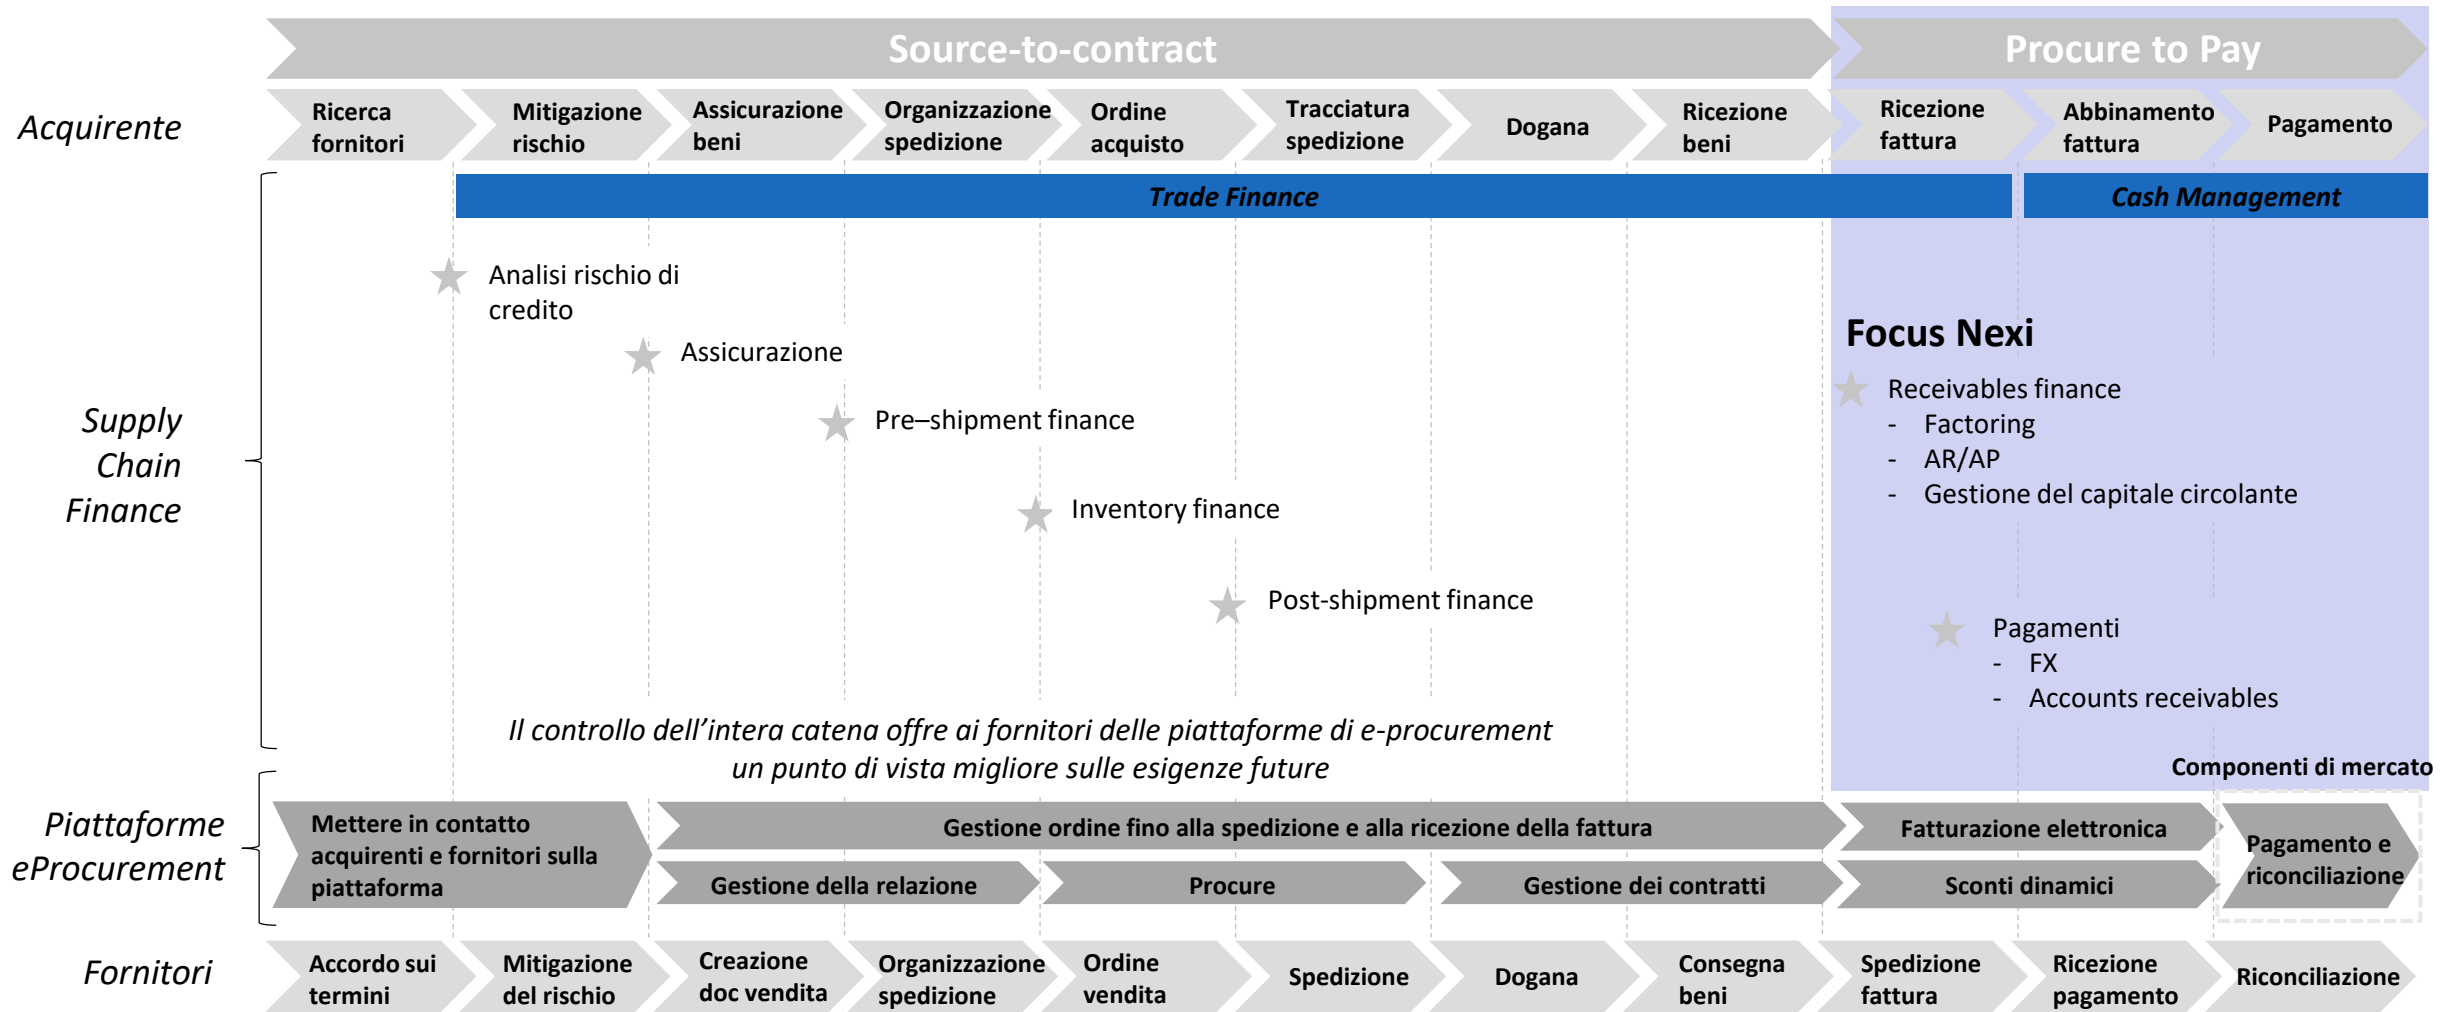 Source-to-contract
Procure to Pay
Acquirente
Ricerca
fornitori
Mitigazione
rischio
Assicurazione
beni
Organizzazione
spedizione
Ordine
acquisto
Tracciatura
spedizione
Dogana
Ricezione
beni
Ricezione
fattura
Abbinamento
fattura
Pagamento
Trade Finance
Cash Management
Supply
Chain
Finance
Analisi rischio di
credito
Assicurazione
Pre–shipment finance
Inventory finance
Post-shipment finance
Focus Nexi
Receivables finance
- Factoring
- AR/AP
- Gestione del capitale circolante
Pagamenti
- FX
- Accounts receivables
Il controllo dell’intera catena offre ai fornitori delle piattaforme di e-procurement
un punto di vista migliore sulle esigenze future
Componenti di mercato
Piattaforme
eProcurement
Mettere in contatto
acquirenti e fornitori sulla
piattaforma
Gestione ordine fino alla spedizione e alla ricezione della fattura
Fatturazione elettronica
Pagamento e
riconciliazione
Gestione della relazione
Procure
Gestione dei contratti
Sconti dinamici
Fornitori
Accordo sui
termini
Mitigazione
del rischio
Creazione
doc vendita
Organizzazione
spedizione
Ordine
vendita
Spedizione
Dogana
Consegna
beni
Spedizione
fattura
Ricezione
pagamento
Riconciliazione